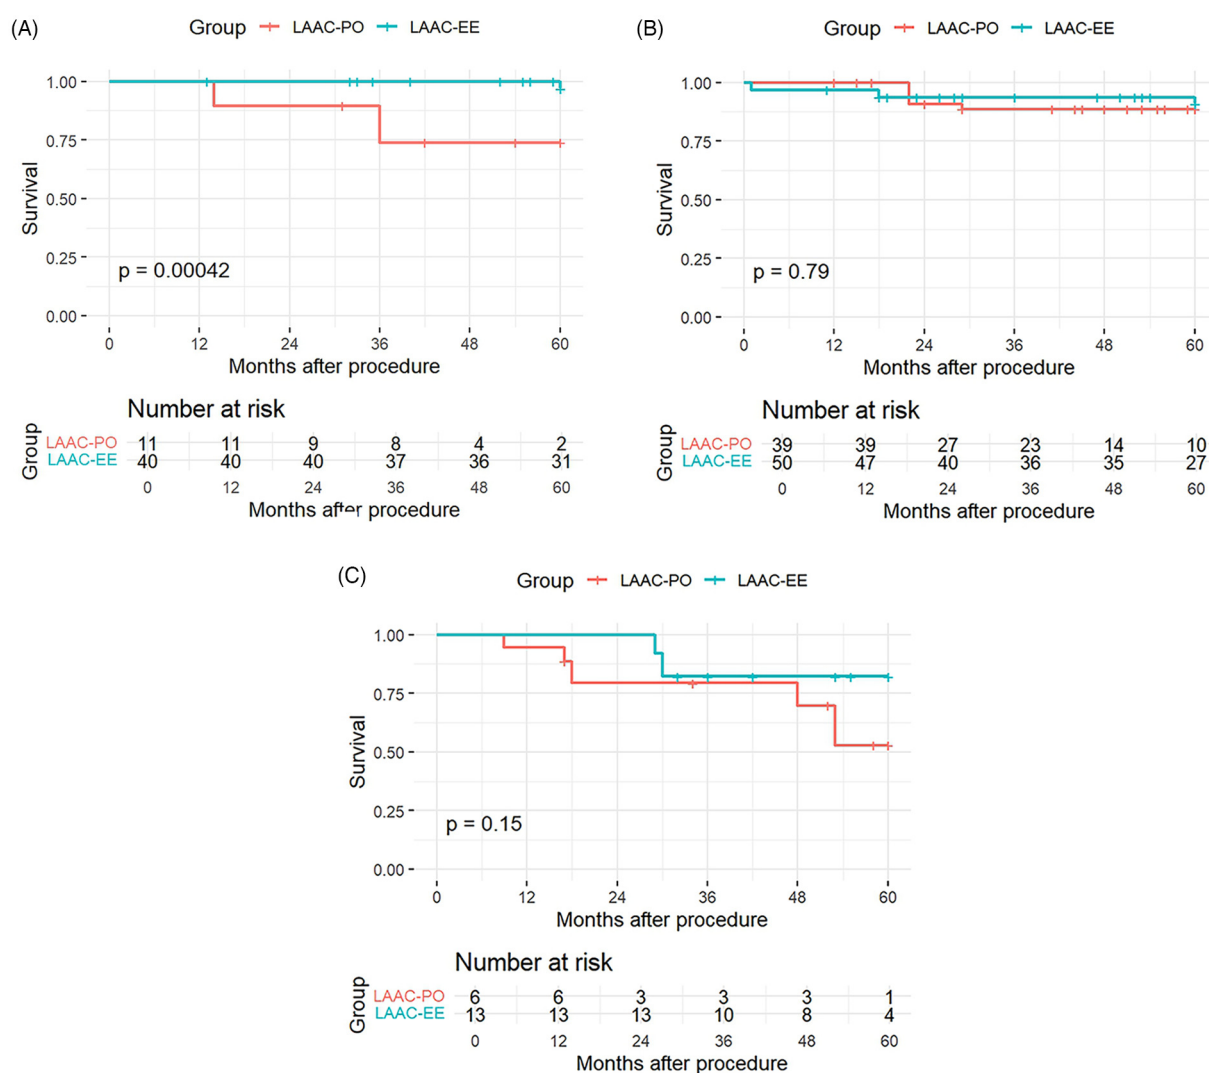 (A)
Group LAAC-PO LAAC-EE
1.00
0.75
0.50
0.25
0.00
Survival
p = 0.00042
0 12 24 36 48 60
Months after procedure
Number at risk
Group
LAAC-PO 11 11 9 8 4 2
LAAC-EE 40 40 40 37 36 31
0 12 24 36 48 60
Months after procedure
(B)
Group LAAC-PO LAAC-EE
1.00
0.75
0.50
0.25
0.00
Survival
p = 0.79
0 12 24 36 48 60
Months after procedure
Number at risk
Group
LAAC-PO 39 39 27 23 14 10
LAAC-EE 50 47 40 36 35 27
0 12 24 36 48 60
Months after procedure
(C)
Group LAAC-PO LAAC-EE
1.00
0.75
0.50
0.25
0.00
Survival
p = 0.15
0 12 24 36 48 60
Months after procedure
Number at risk
Group
LAAC-PO 6 6 3 3 3 1
LAAC-EE 13 13 13 10 8 4
0 12 24 36 48 60
Months after procedure